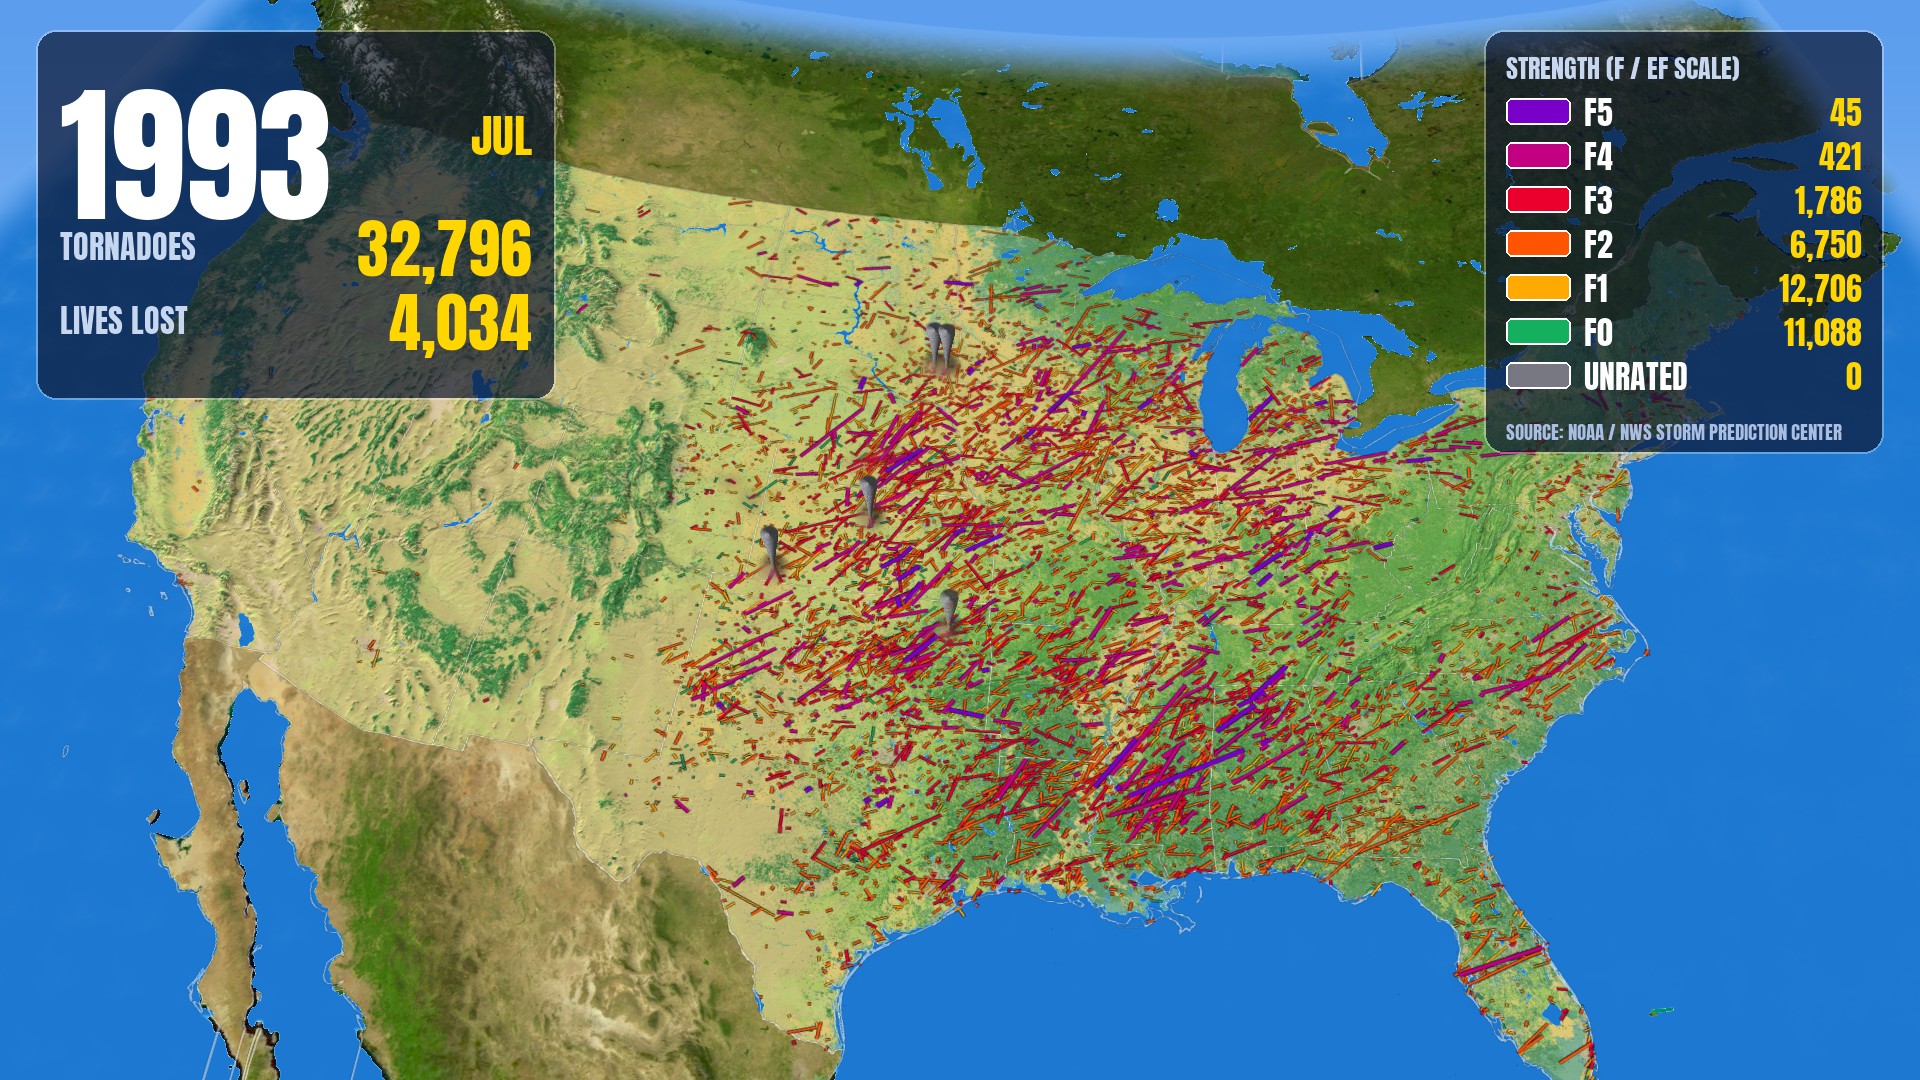 1993
JUL
TORNADOES 32,796
LIVES LOST 4,034
STRENGTH (F / EF SCALE)
F5 45
F4 421
F3 1,786
F2 6,750
F1 12,706
F0 11,088
UNRATED 0
SOURCE: NOAA / NWS STORM PREDICTION CENTER